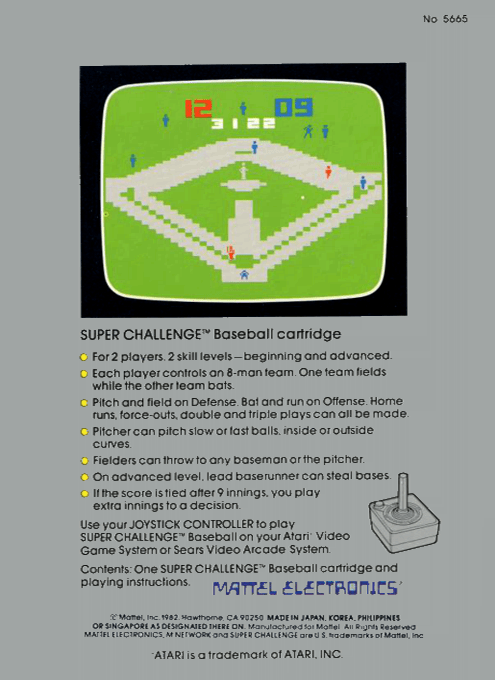 No 5665
12 09
3 1 22
SUPER CHALLENGE™ Baseball cartridge
For 2 players. 2 skill levels—beginning and advanced.
Each player controls an 8-man team. One team fields
while the other team bats.
Pitch and field on Defense. Bat and run on Offense. Home
runs, force-outs, double and triple plays can all be made.
Pitcher can pitch slow or fast balls, inside or outside
curves.
Fielders can throw to any baseman or the pitcher.
On advanced level, lead baserunner can steal bases.
If the score is tied after 9 innings, you play
extra innings to a decision.
Use your JOYSTICK CONTROLLER to play
SUPER CHALLENGE™ Baseball on your Atari* Video
Game System or Sears Video Arcade System.
Contents: One SUPER CHALLENGE™ Baseball cartridge and
playing instructions.
MATTEL ELECTRONICS®
© Mattel, Inc. 1982. Hawthorne, CA 90250 MADE IN JAPAN, KOREA, PHILIPPINES
OR SINGAPORE AS DESIGNATED THERE ON. Manufactured for Mattel. All Rights Reserved
MATTEL ELECTRONICS, M NETWORK and SUPER CHALLENGE are U.S. trademarks of Mattel, Inc
*ATARI is a trademark of ATARI, INC.